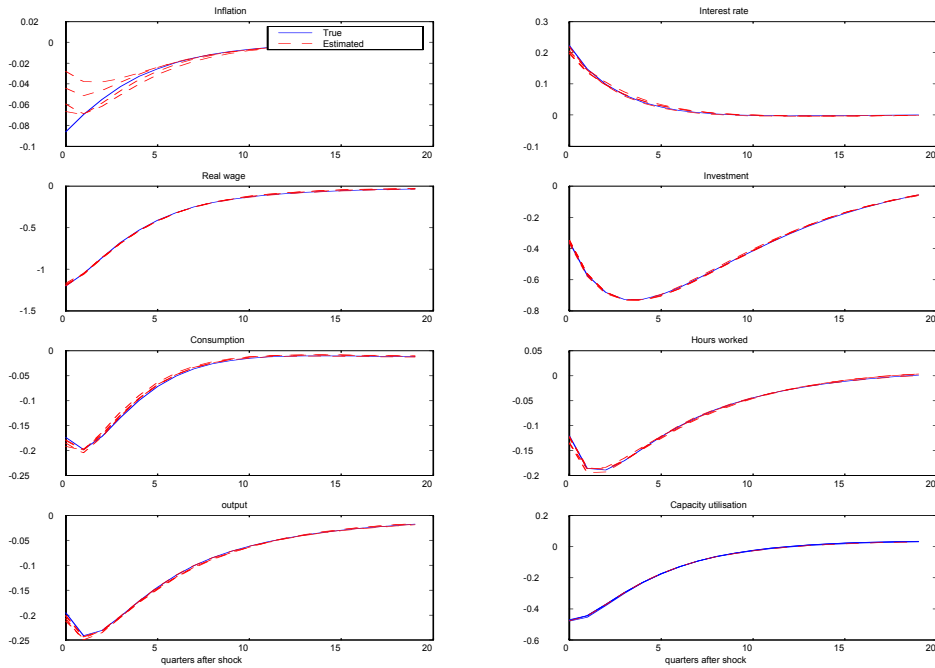 Inflation
0.02
0
-0.02
-0.04
-0.06
-0.08
-0.1
0 5 10 15 20
True
Estimated
Interest rate
0.3
0.2
0.1
0
-0.1
0 5 10 15 20
Real wage
0
-0.5
-1
-1.5
0 5 10 15 20
Investment
0
-0.2
-0.4
-0.6
-0.8
0 5 10 15 20
Consumption
0
-0.05
-0.1
-0.15
-0.2
-0.25
0 5 10 15 20
Hours worked
0.05
0
-0.05
-0.1
-0.15
-0.2
0 5 10 15 20
output
0
-0.05
-0.1
-0.15
-0.2
-0.25
0 5 10 15 20
quarters after shock
Capacity utilisation
0.2
0
-0.2
-0.4
-0.6
0 5 10 15 20
quarters after shock